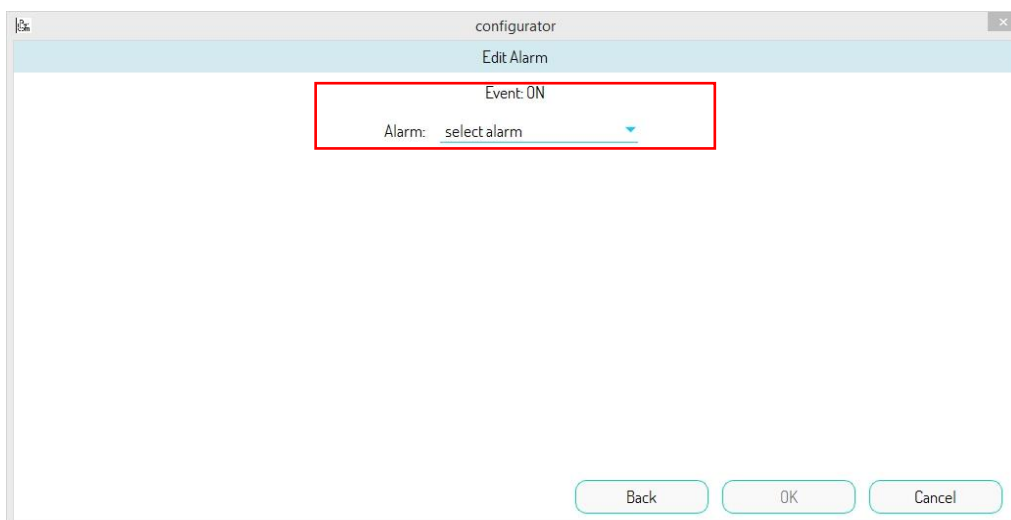 configurator
Edit Alarm
Event: ON
Alarm: select alarm
Back OK Cancel